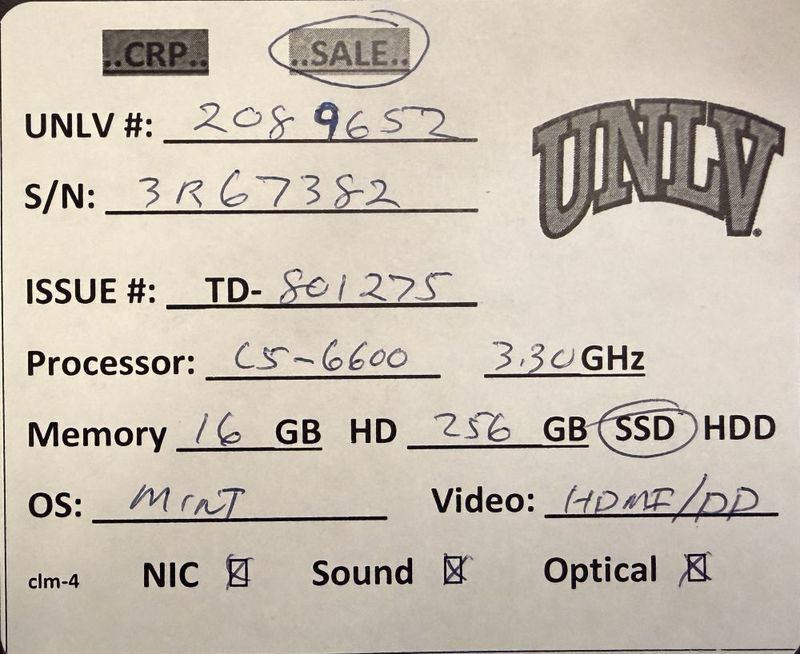 ..CRP.. ..SALE..
UNLV #: 2089652
UNLV
S/N: 3R67382
ISSUE #: TD-801275
Processor: i5-6600 3.30GHz
Memory 16 GB HD 256 GB SSD HDD
OS: MINT Video: HDMI/DP
clm-4 NIC ☒ Sound ☒ Optical ☒